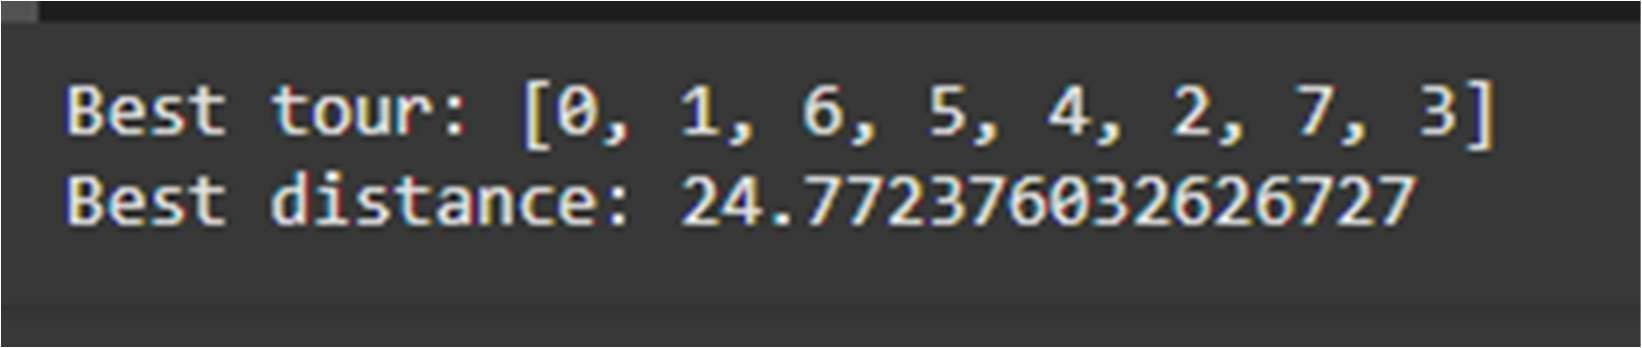 Best tour: [0, 1, 6, 5, 4, 2, 7, 3]
Best distance: 24.772376032626727